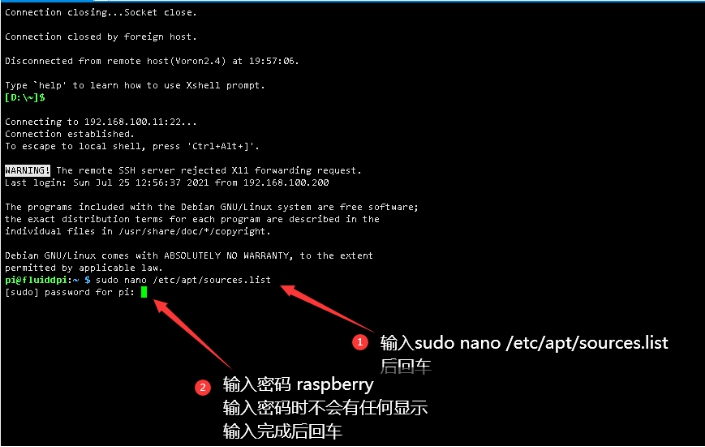 Connection closing...Socket close.
Connection closed by foreign host.
Disconnected from remote host(Voron2.4) at 19:57:06.
Type `help' to learn how to use Xshell prompt.
[D:\~]$
Connecting to 192.168.100.11:22...
Connection established.
To escape to local shell, press 'Ctrl+Alt+]'.
WARNING! The remote SSH server rejected X11 forwarding request.
Last login: Sun Jul 25 12:56:37 2021 from 192.168.100.200
The programs included with the Debian GNU/Linux system are free software;
the exact distribution terms for each program are described in the
individual files in /usr/share/doc/*/copyright.
Debian GNU/Linux comes with ABSOLUTELY NO WARRANTY, to the extent
permitted by applicable law.
pi@fluiddpi:~ $ sudo nano /etc/apt/sources.list
[sudo] password for pi:
1 输入sudo nano /etc/apt/sources.list
后回车
2 输入密码 raspberry
输入密码时不会有任何显示
输入完成后回车